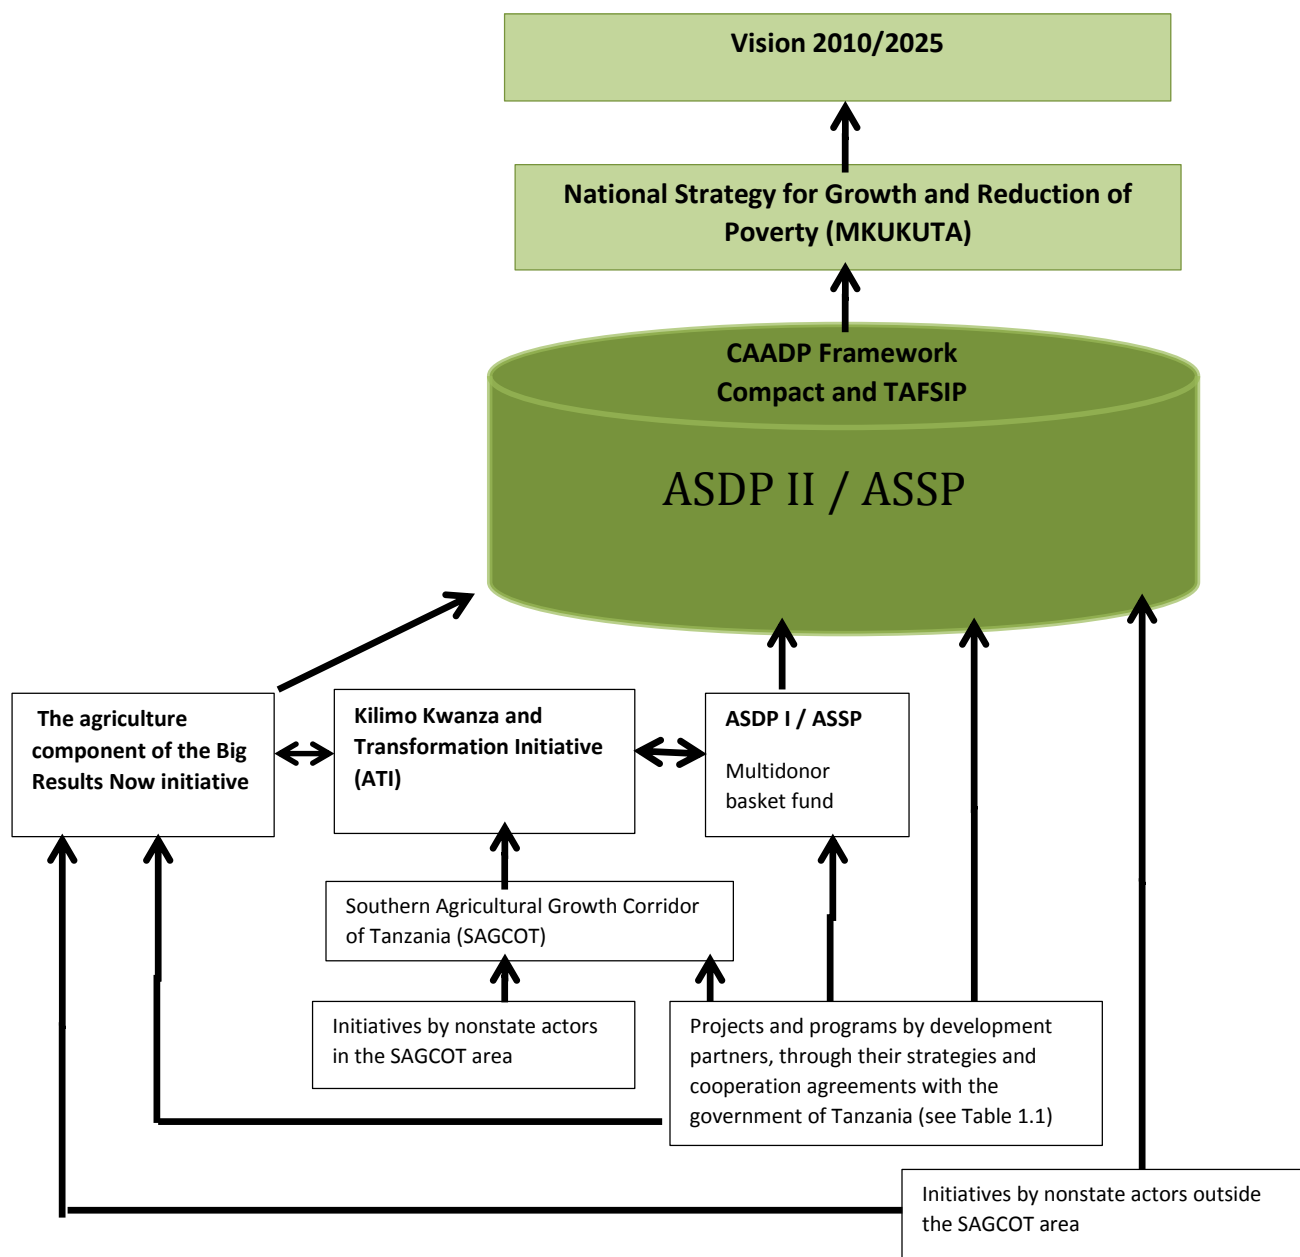 Vision 2010/2025
National Strategy for Growth and Reduction of
Poverty (MKUKUTA)
CAADP Framework
Compact and TAFSIP
ASDP II / ASSP
The agriculture
component of the Big
Results Now initiative
Kilimo Kwanza and
Transformation Initiative
(ATI)
ASDP I / ASSP
Multidonor
basket fund
Southern Agricultural Growth Corridor
of Tanzania (SAGCOT)
Initiatives by nonstate actors
in the SAGCOT area
Projects and programs by development
partners, through their strategies and
cooperation agreements with the
government of Tanzania (see Table 1.1)
Initiatives by nonstate actors outside
the SAGCOT area